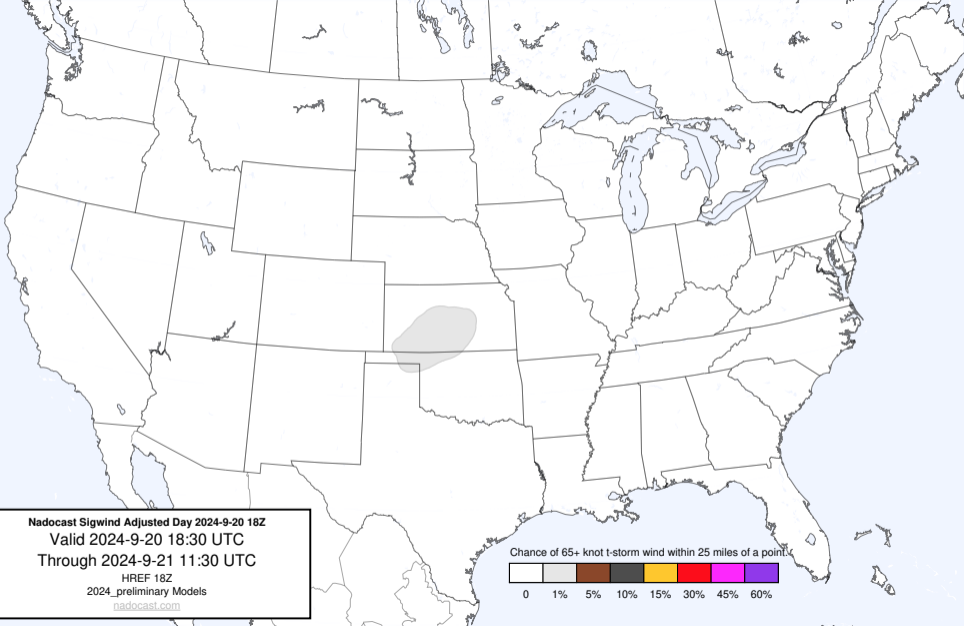 Nadocast Sigwind Adjusted Day 2024-9-20 18Z
Valid 2024-9-20 18:30 UTC
Through 2024-9-21 11:30 UTC
HREF 18Z
2024_preliminary Models
nadocast.com
Chance of 65+ knot t-storm wind within 25 miles of a point.
0 1% 5% 10% 15% 30% 45% 60%